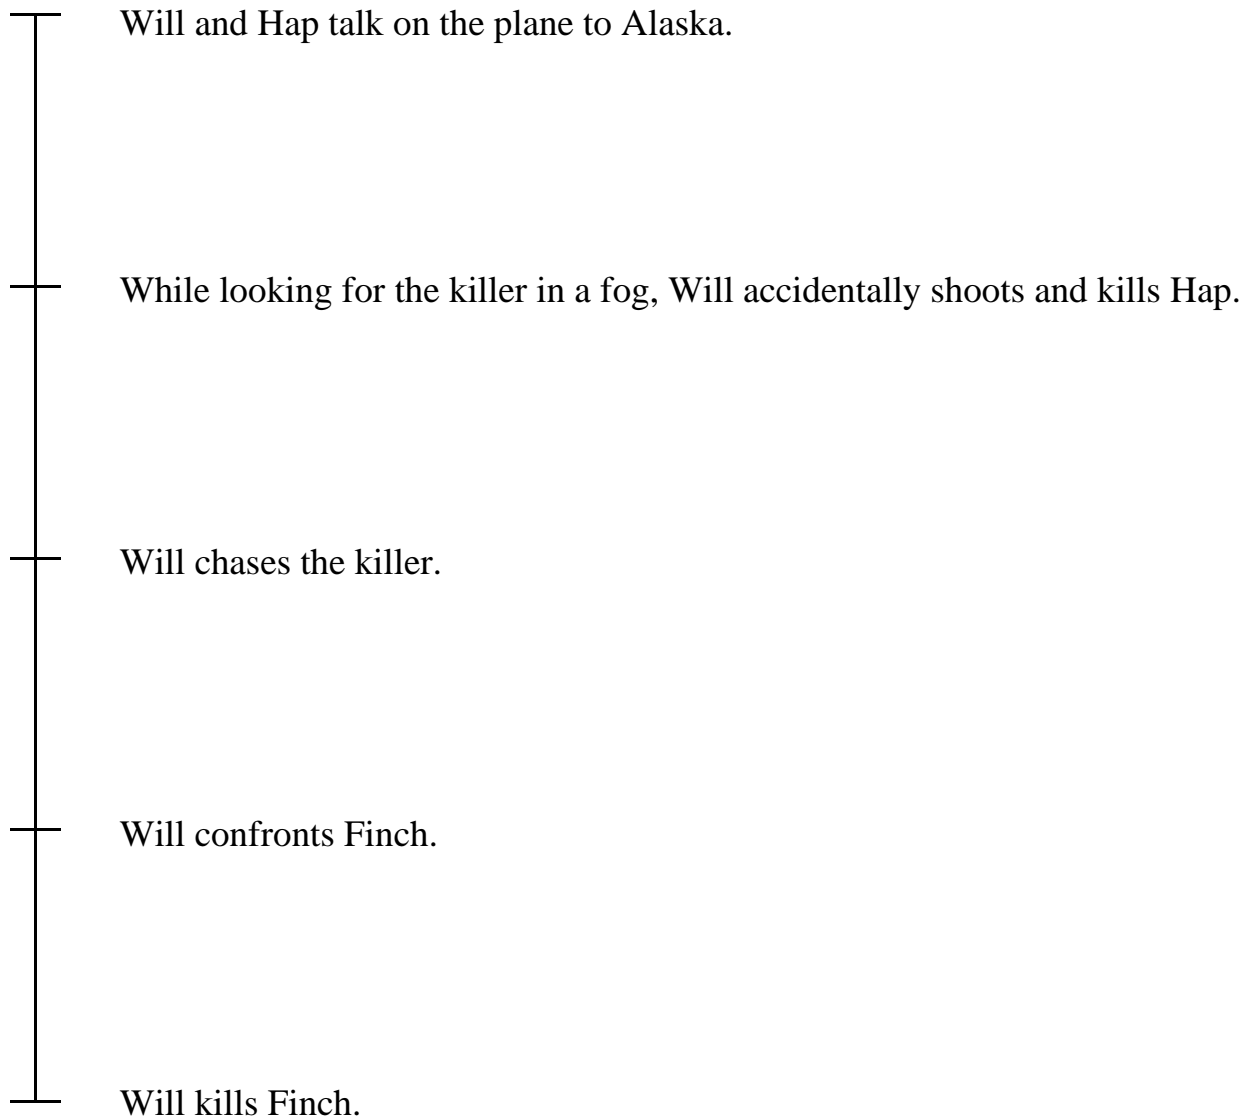 Will and Hap talk on the plane to Alaska.
While looking for the killer in a fog, Will accidentally shoots and kills Hap.
Will chases the killer.
Will confronts Finch.
Will kills Finch.